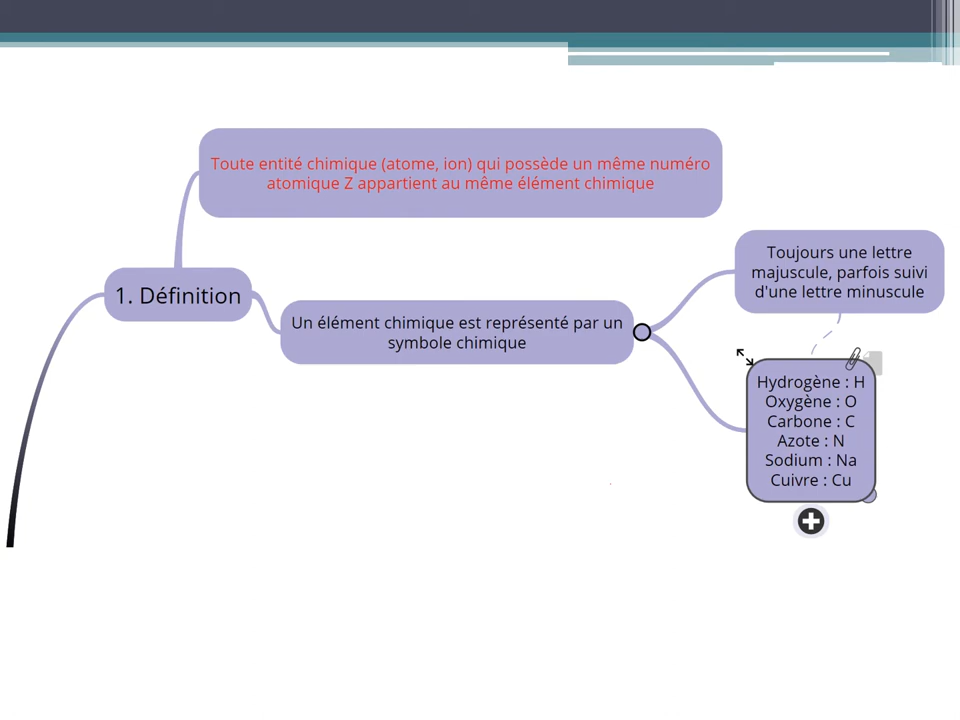 Toute entité chimique (atome, ion) qui possède un même numéro
atomique Z appartient au même élément chimique
1. Définition
Un élément chimique est représenté par un
symbole chimique
Toujours une lettre
majuscule, parfois suivi
d'une lettre minuscule
Hydrogène : H
Oxygène : O
Carbone : C
Azote : N
Sodium : Na
Cuivre : Cu